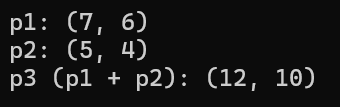 p1: (7, 6)
p2: (5, 4)
p3 (p1 + p2): (12, 10)